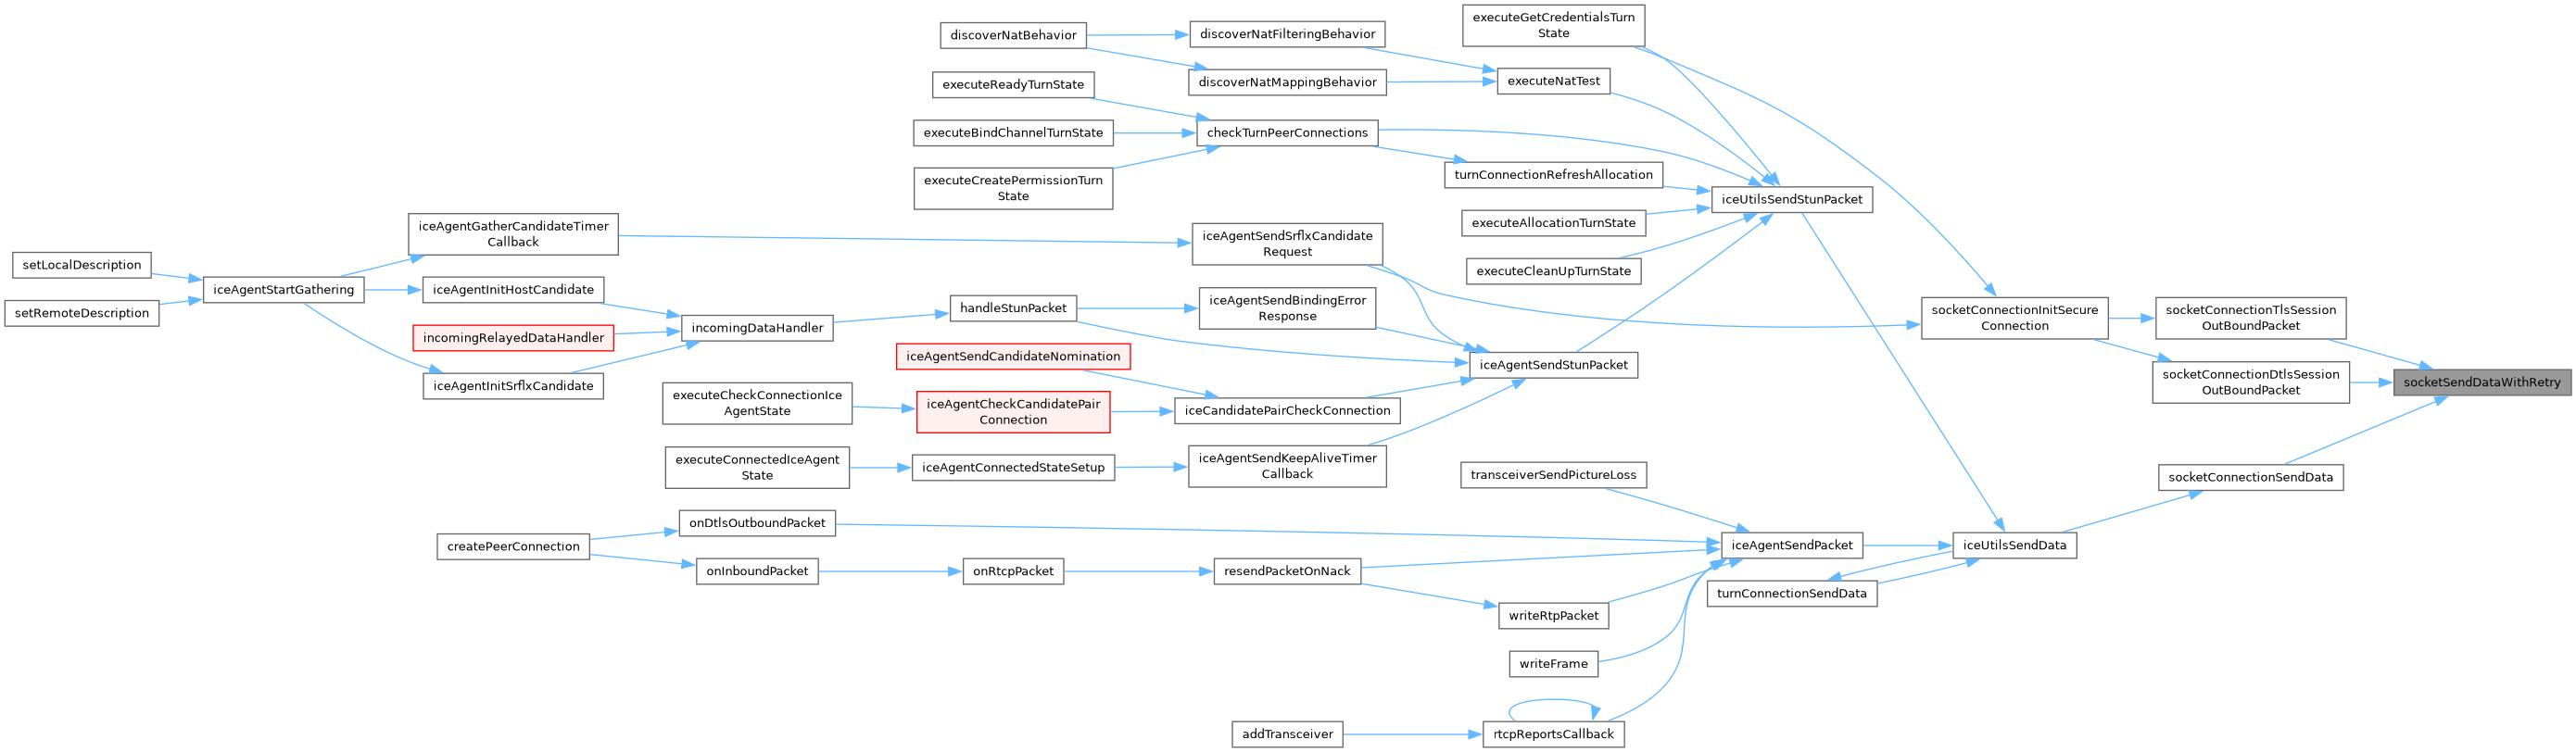 executeGetCredentialsTurn
State
discoverNatBehavior
discoverNatFilteringBehavior
executeReadyTurnState
discoverNatMappingBehavior
executeNatTest
executeBindChannelTurnState
checkTurnPeerConnections
executeCreatePermissionTurn
State
turnConnectionRefreshAllocation
iceUtilsSendStunPacket
iceAgentGatherCandidateTimer
Callback
iceAgentSendSrflxCandidate
Request
executeAllocationTurnState
setLocalDescription
executeCleanUpTurnState
iceAgentStartGathering
iceAgentInitHostCandidate
setRemoteDescription
handleStunPacket
iceAgentSendBindingError
Response
socketConnectionInitSecure
Connection
socketConnectionTlsSession
OutBoundPacket
incomingDataHandler
incomingRelayedDataHandler
iceAgentSendCandidateNomination
iceAgentSendStunPacket
iceAgentInitSrflxCandidate
socketConnectionDtlsSession
OutBoundPacket
socketSendDataWithRetry
executeCheckConnectionIce
AgentState
iceAgentCheckCandidatePair
Connection
iceCandidatePairCheckConnection
executeConnectedIceAgent
State
iceAgentConnectedStateSetup
iceAgentSendKeepAliveTimer
Callback
transceiverSendPictureLoss
socketConnectionSendData
onDtlsOutboundPacket
createPeerConnection
iceAgentSendPacket
iceUtilsSendData
onInboundPacket
onRtcpPacket
resendPacketOnNack
turnConnectionSendData
writeRtpPacket
writeFrame
addTransceiver
rtcpReportsCallback